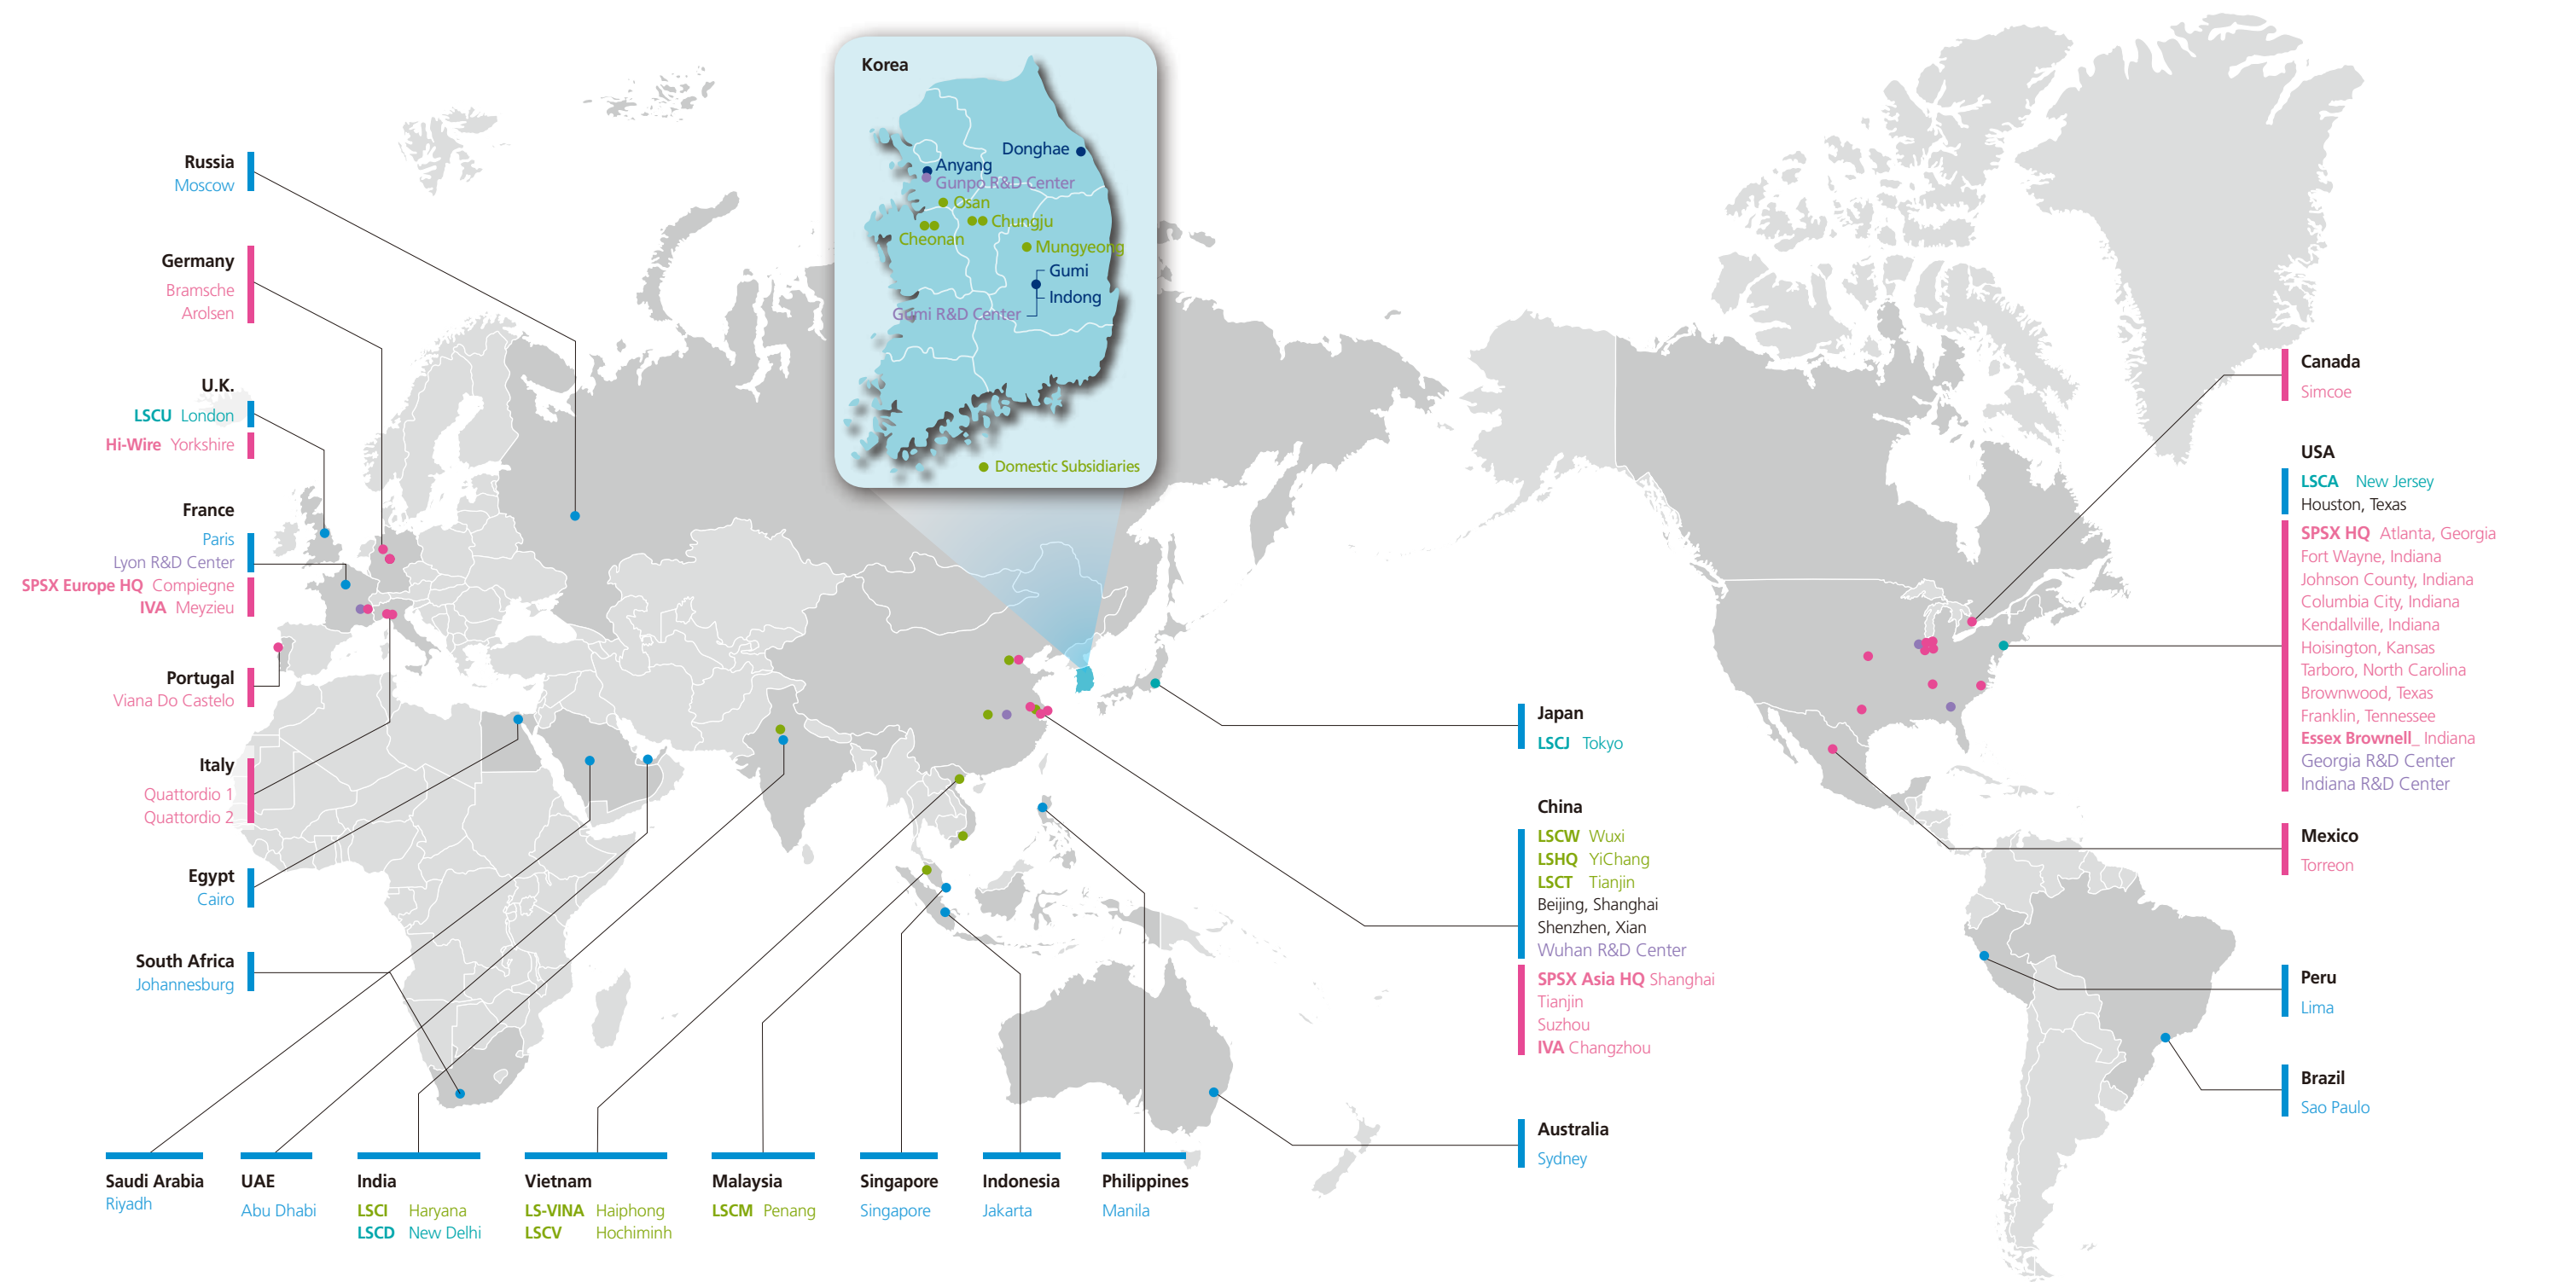 Korea
Donghae
Anyang
Gunpo R&D Center
Osan
Chungju
Cheonan
Mungyeong
Gumi
Indong
Gumi R&D Center
Domestic Subsidiaries
Russia
Moscow
Germany
Bramsche
Arolsen
U.K.
LSCU London
Hi-Wire Yorkshire
France
Paris
Lyon R&D Center
SPSX Europe HQ Compiegne
IVA Meyzieu
Portugal
Viana Do Castelo
Italy
Quattordio 1
Quattordio 2
Egypt
Cairo
South Africa
Johannesburg
Saudi Arabia
Riyadh
UAE
Abu Dhabi
India
LSCI Haryana
LSCD New Delhi
Vietnam
LS-VINA Haiphong
LSCV Hochiminh
Malaysia
LSCM Penang
Singapore
Singapore
Indonesia
Jakarta
Philippines
Manila
Japan
LSCJ Tokyo
China
LSCW Wuxi
LSHQ YiChang
LSCT Tianjin
Beijing, Shanghai
Shenzhen, Xian
Wuhan R&D Center
SPSX Asia HQ Shanghai
Tianjin
Suzhou
IVA Changzhou
Australia
Sydney
Canada
Simcoe
USA
LSCA New Jersey
Houston, Texas
SPSX HQ Atlanta, Georgia
Fort Wayne, Indiana
Johnson County, Indiana
Columbia City, Indiana
Kendallville, Indiana
Hoisington, Kansas
Tarboro, North Carolina
Brownwood, Texas
Franklin, Tennessee
Essex Brownell_ Indiana
Georgia R&D Center
Indiana R&D Center
Mexico
Torreon
Peru
Lima
Brazil
Sao Paulo